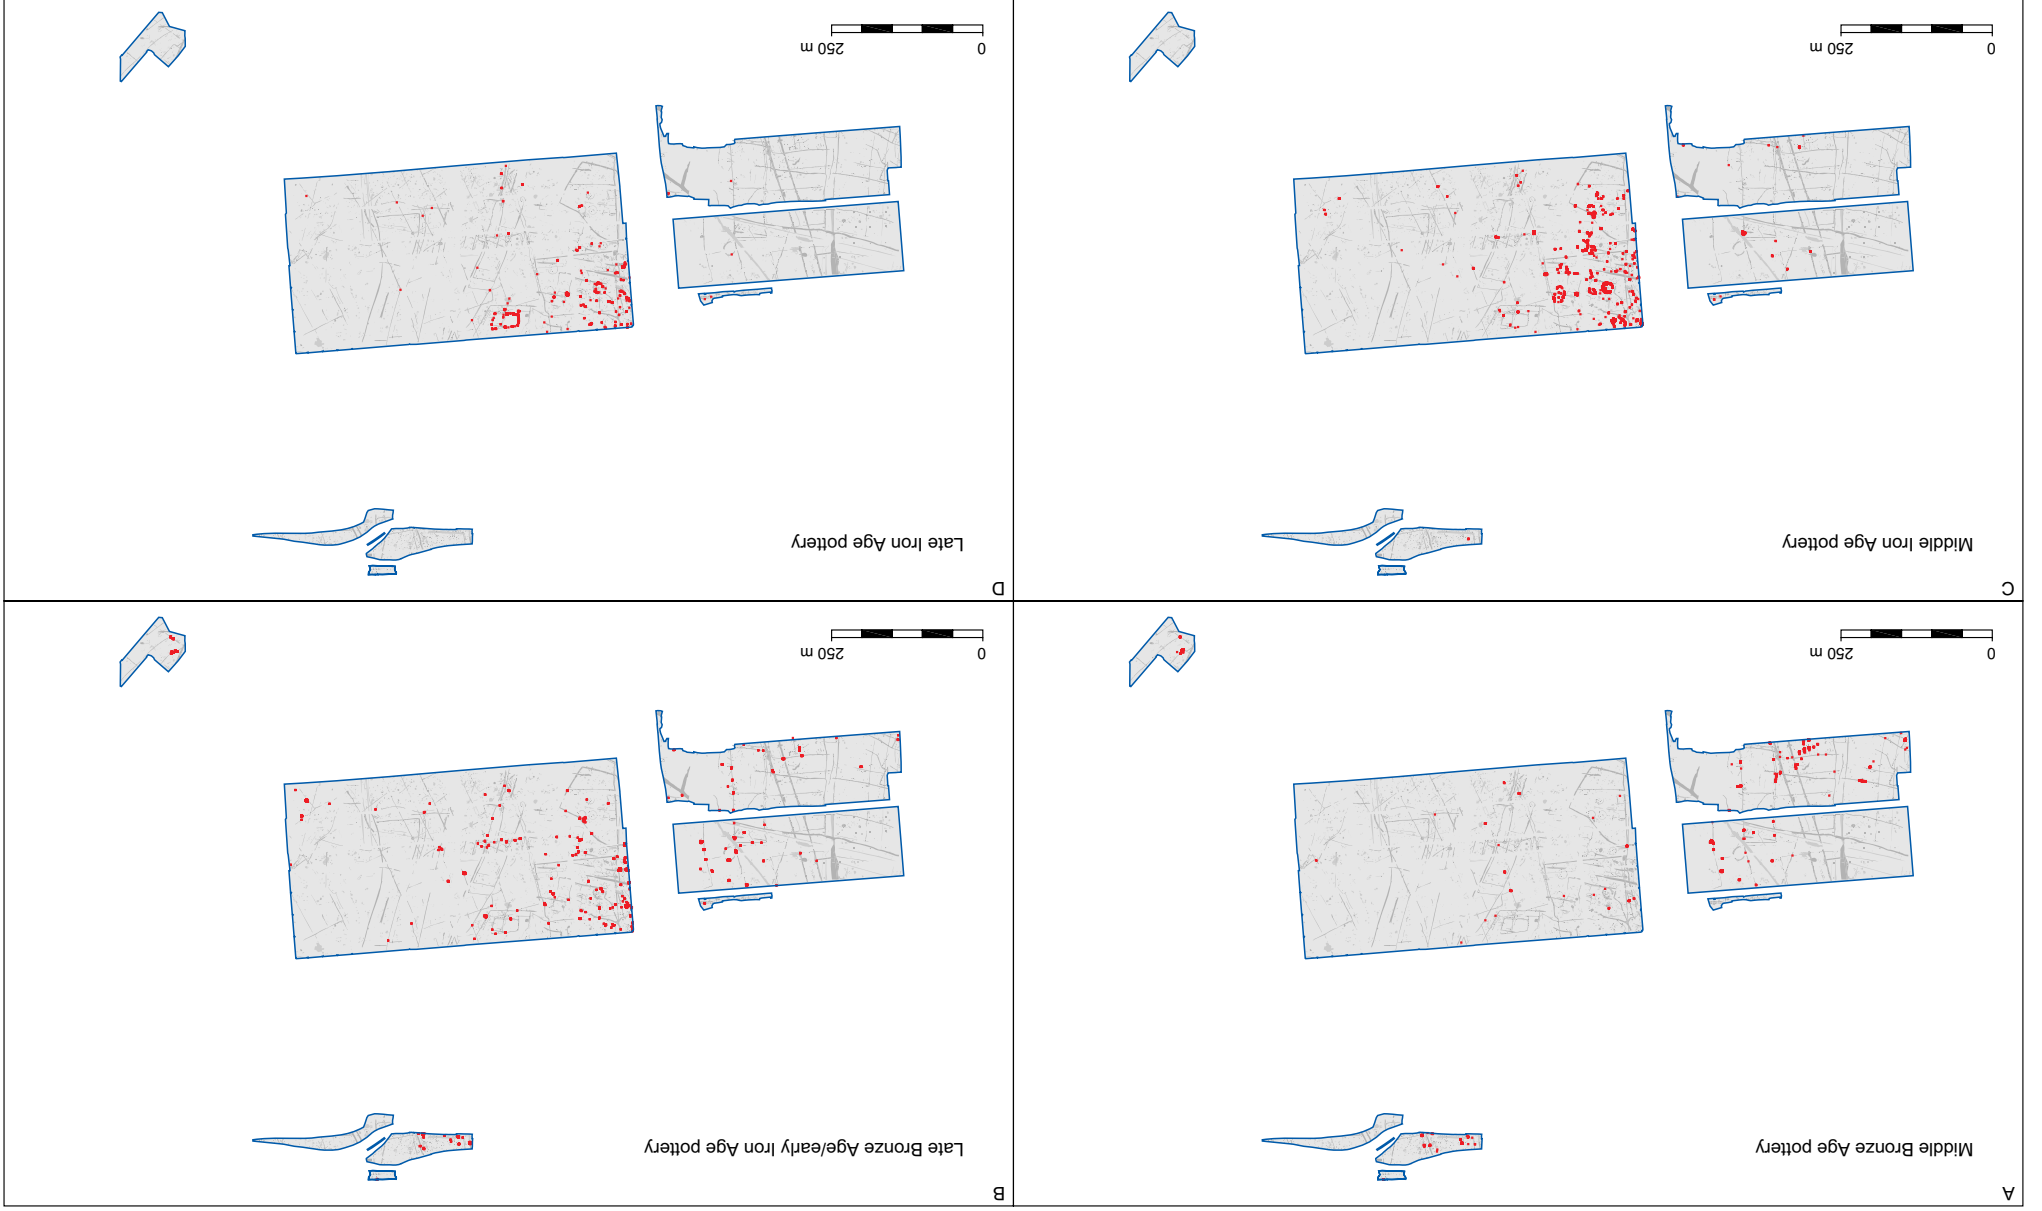 A
Middle Bronze Age pottery
0 250 m
B
Late Bronze Age/early Iron Age pottery
0 250 m
C
Middle Iron Age pottery
0 250 m
D
Late Iron Age pottery
0 250 m